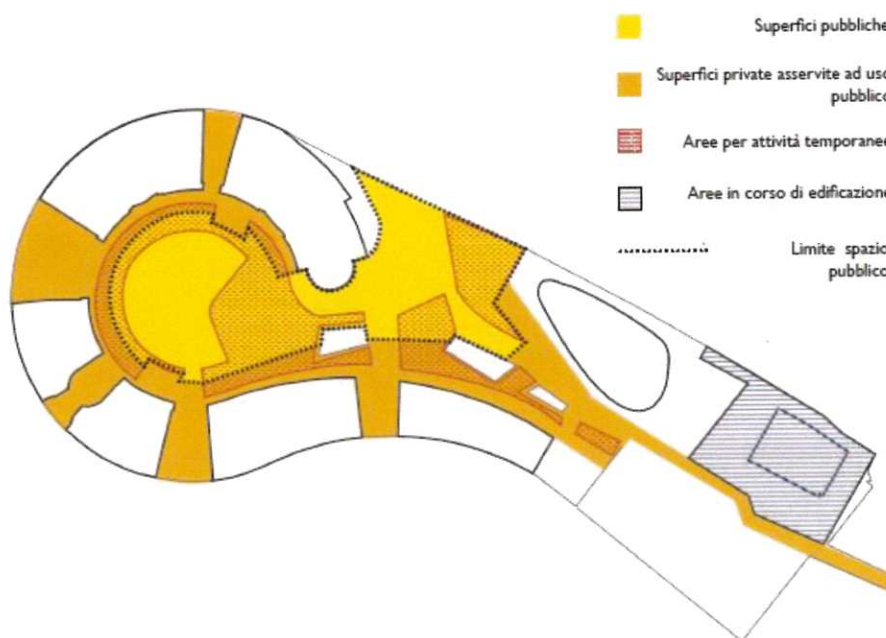 Superfici pubbliche
Superfici private asservite ad uso
pubblico
Aree per attività temporanee
Aree in corso di edificazione
Limite spazio
pubblico